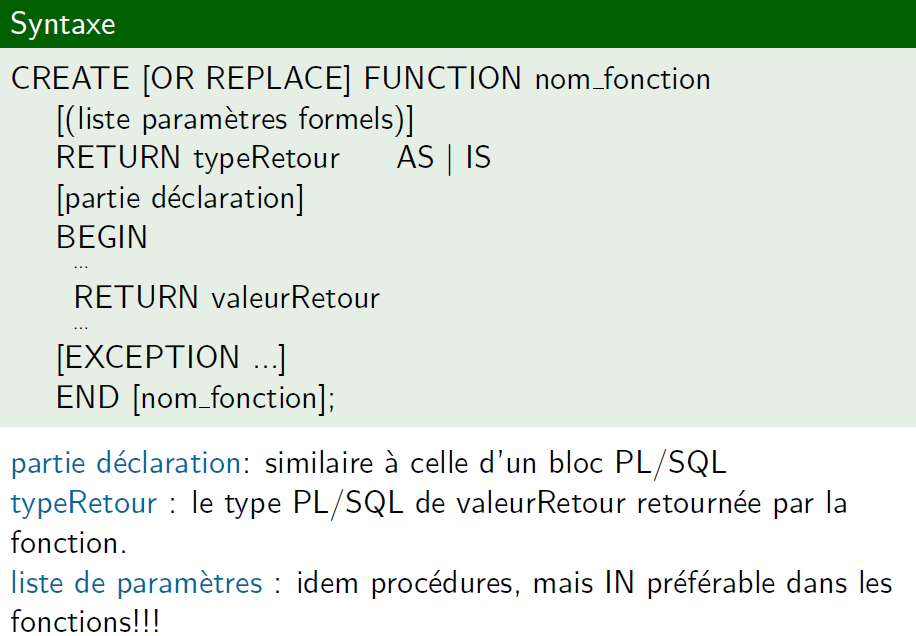 Syntaxe
CREATE [OR REPLACE] FUNCTION nom_fonction
[(liste paramètres formels)]
RETURN typeRetour AS | IS
[partie déclaration]
BEGIN
...
RETURN valeurRetour
...
[EXCEPTION ...]
END [nom_fonction];
partie déclaration: similaire à celle d'un bloc PL/SQL
typeRetour : le type PL/SQL de valeurRetour retournée par la
fonction.
liste de paramètres : idem procédures, mais IN préférable dans les
fonctions!!!